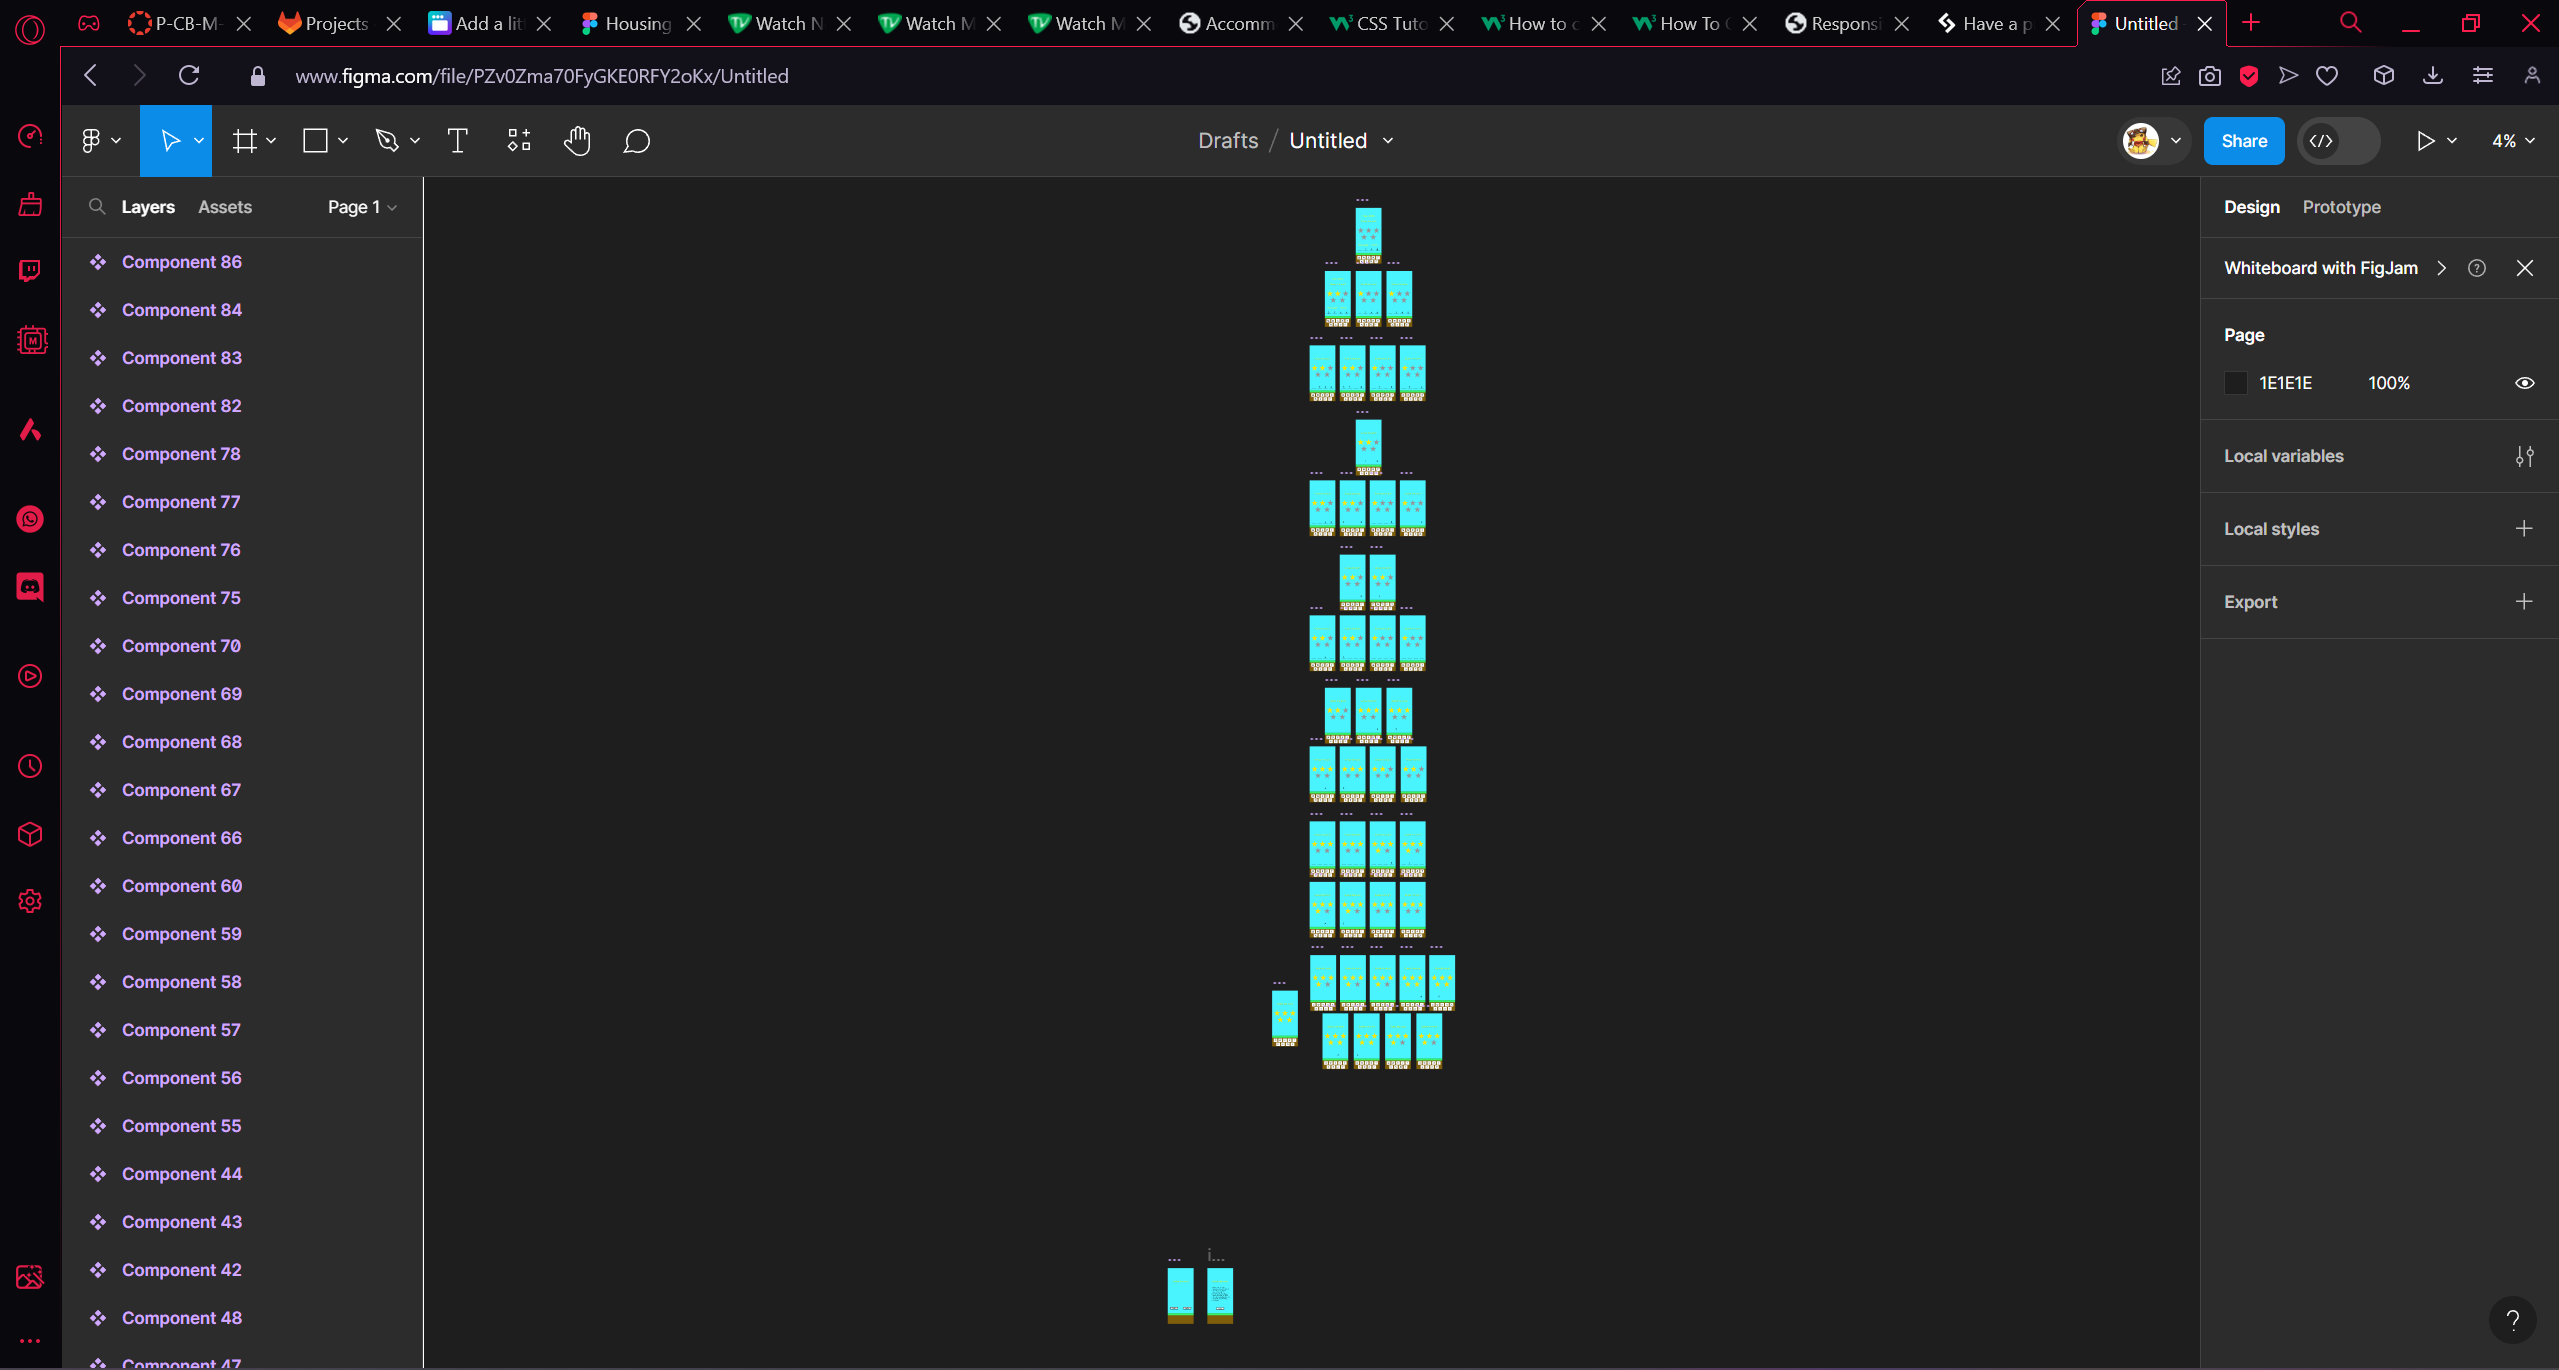 P-CB-M-
Projects
Add a lit
Housing
Watch N
Watch M
Watch M
Accomm
CSS Tuto
How to c
How To C
Responsi
Have a p
Untitled
www.figma.com/file/PZv0Zma70FyGKE0RFY2oKx/Untitled
Drafts / Untitled
Share
4%
Layers
Assets
Page 1
Component 86
Component 84
Component 83
Component 82
Component 78
Component 77
Component 76
Component 75
Component 70
Component 69
Component 68
Component 67
Component 66
Component 60
Component 59
Component 58
Component 57
Component 56
Component 55
Component 44
Component 43
Component 42
Component 48
Component 47
i...
Design
Prototype
Whiteboard with FigJam
Page
1E1E1E
100%
Local variables
Local styles
Export